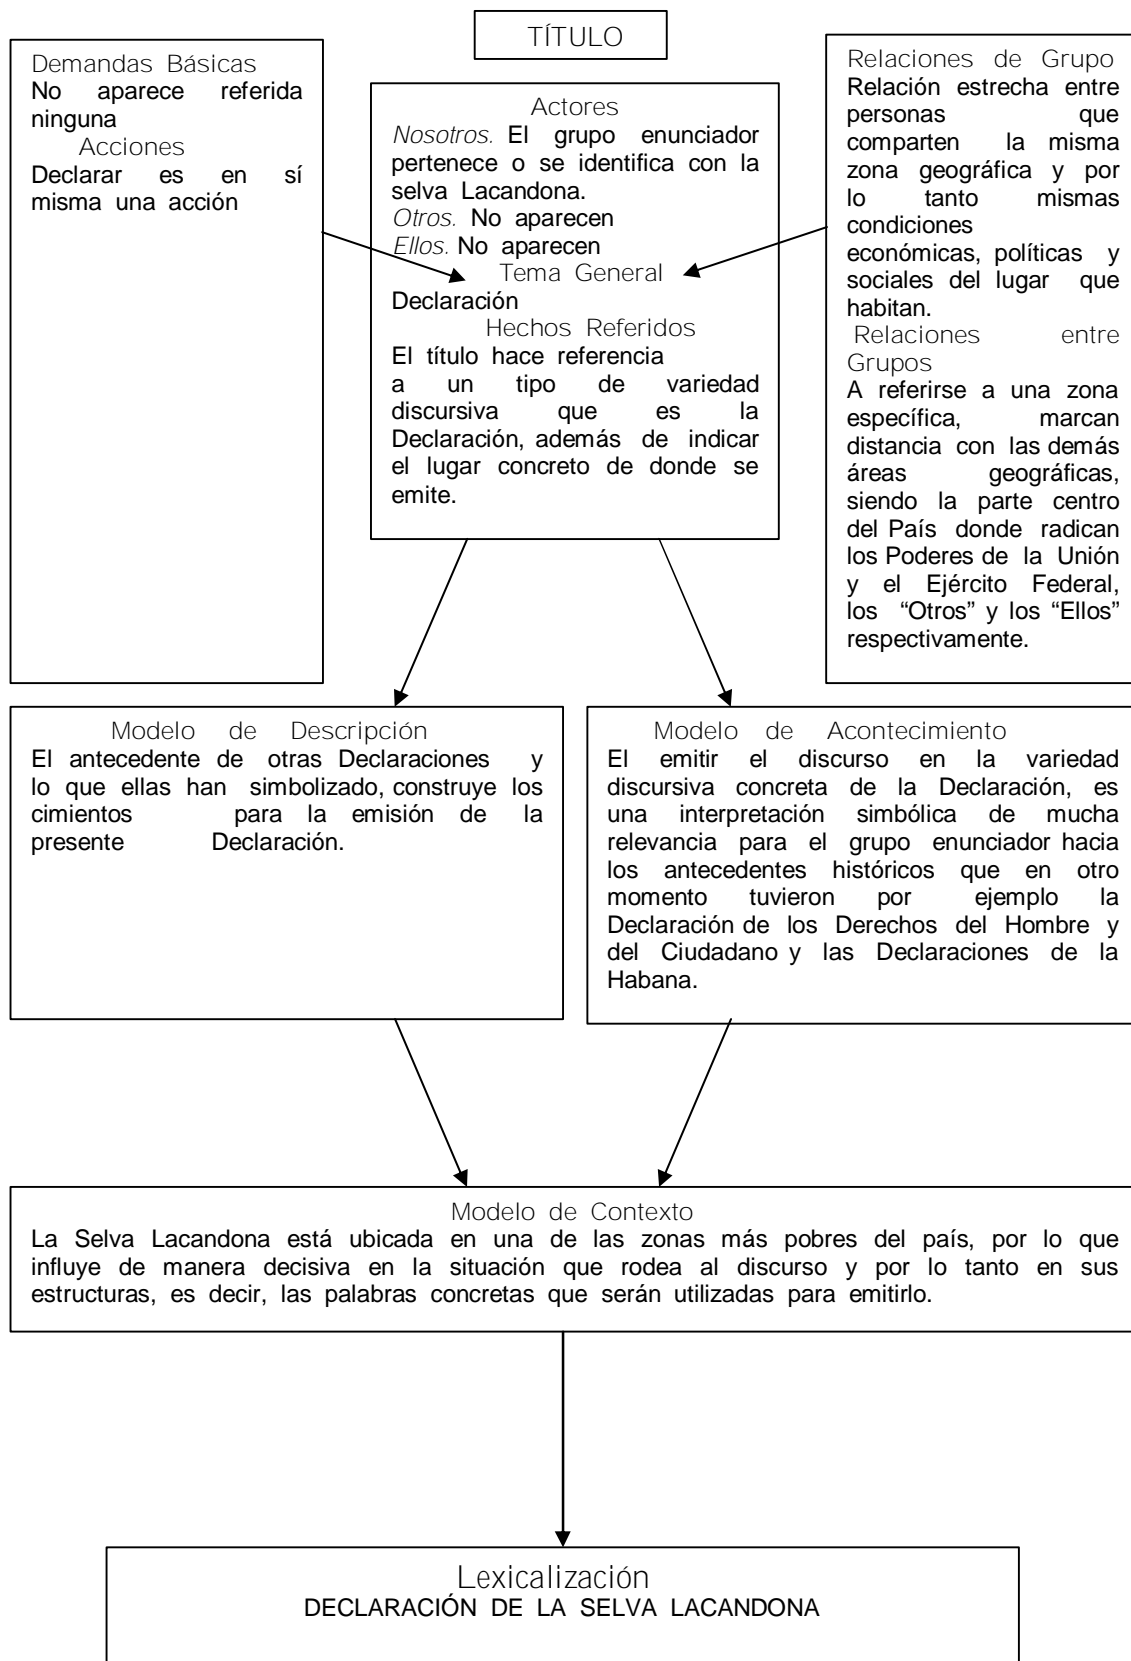 TÍTULO
Demandas Básicas
No aparece referida
ninguna
Acciones
Declarar es en sí
misma una acción
Actores
Nosotros. El grupo enunciador
pertenece o se identifica con la
selva Lacandona.
Otros. No aparecen
Ellos. No aparecen
Tema General
Declaración
Hechos Referidos
El título hace referencia
a un tipo de variedad
discursiva que es la
Declaración, además de indicar
el lugar concreto de donde se
emite.
Relaciones de Grupo
Relación estrecha entre
personas que
comparten la misma
zona geográfica y por
lo tanto mismas
condiciones
económicas, políticas y
sociales del lugar que
habitan.
Relaciones entre
Grupos
A referirse a una zona
específica, marcan
distancia con las demás
áreas geográficas,
siendo la parte centro
del País donde radican
los Poderes de la Unión
y el Ejército Federal,
los “Otros” y los “Ellos”
respectivamente.
Modelo de Descripción
El antecedente de otras Declaraciones y
lo que ellas han simbolizado, construye los
cimientos para la emisión de la
presente Declaración.
Modelo de Acontecimiento
El emitir el discurso en la variedad
discursiva concreta de la Declaración, es
una interpretación simbólica de mucha
relevancia para el grupo enunciador hacia
los antecedentes históricos que en otro
momento tuvieron por ejemplo la
Declaración de los Derechos del Hombre y
del Ciudadano y las Declaraciones de la
Habana.
Modelo de Contexto
La Selva Lacandona está ubicada en una de las zonas más pobres del país, por lo que
influye de manera decisiva en la situación que rodea al discurso y por lo tanto en sus
estructuras, es decir, las palabras concretas que serán utilizadas para emitirlo.
Lexicalización
DECLARACIÓN DE LA SELVA LACANDONA